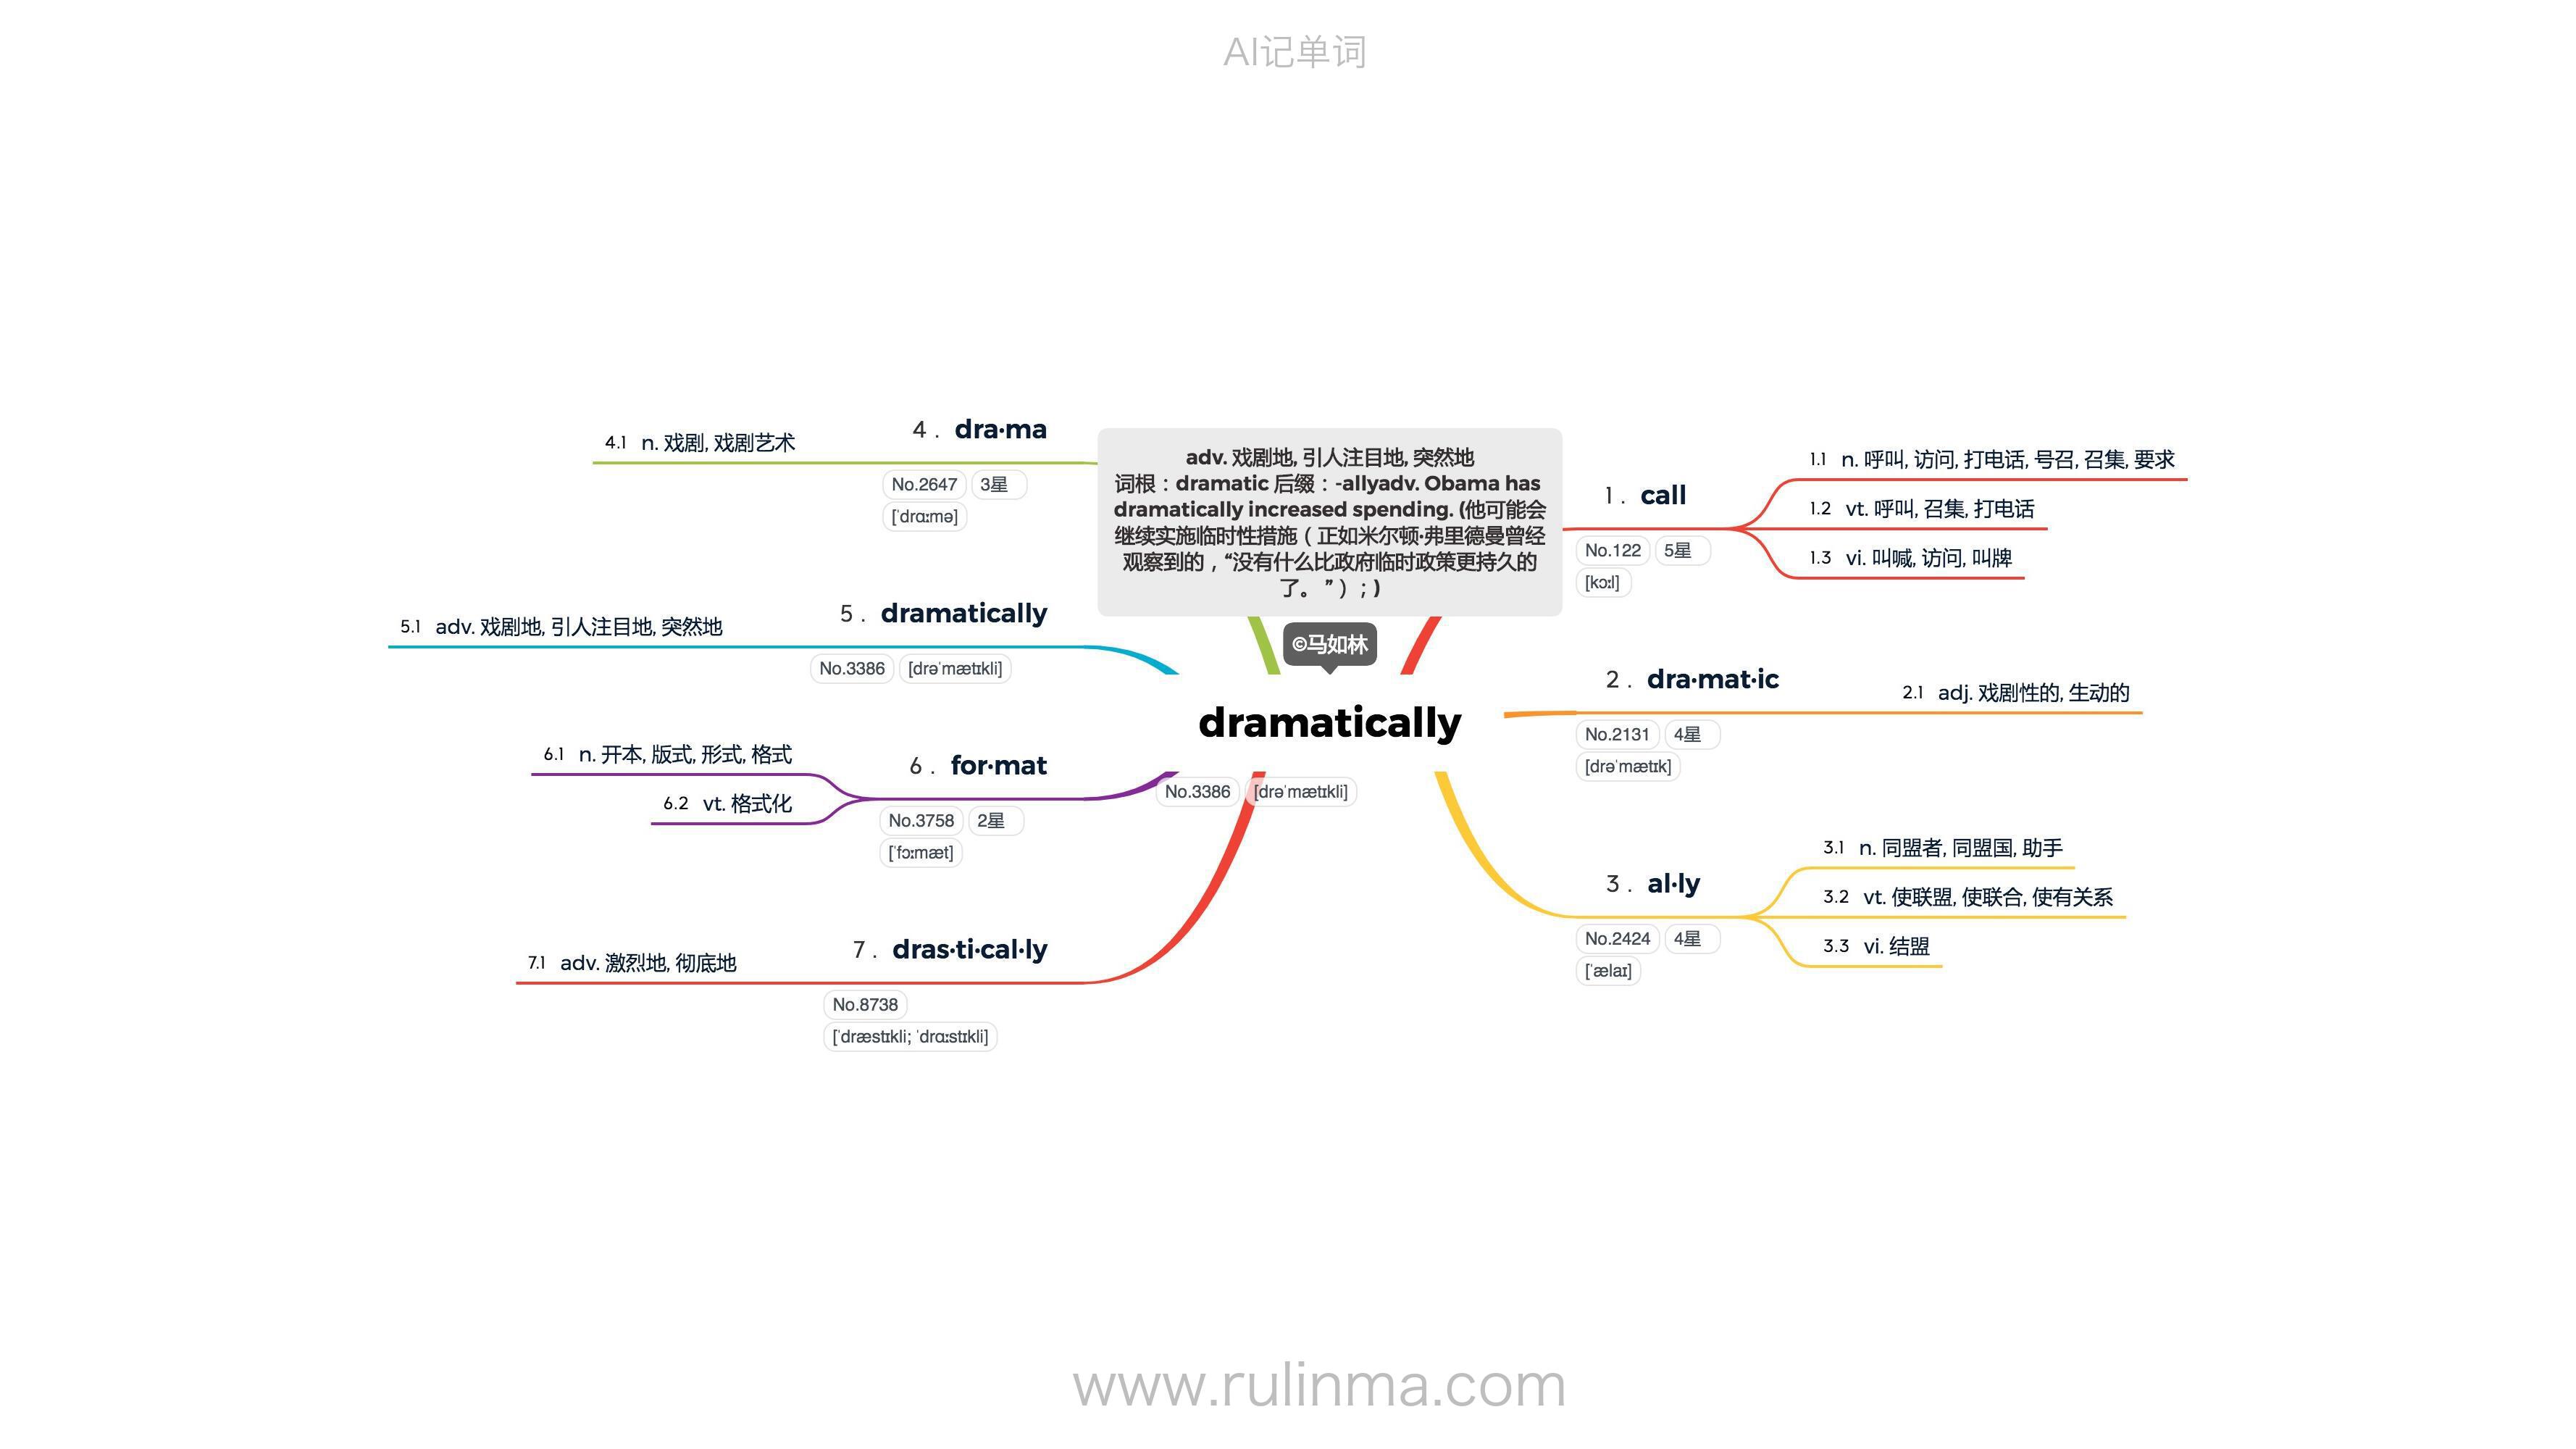 AI记单词
adv. 戏剧地, 引人注目地, 突然地
词根：dramatic 后缀：-allyadv. Obama has
dramatically increased spending. (他可能会
继续实施临时性措施（正如米尔顿·弗里德曼曾经
观察到的，“没有什么比政府临时政策更持久的
了。”）；)
©马如林
dramatically
No.3386 [drəˈmætɪkli]
1. call
No.122 5星
[kɔːl]
1.1 n. 呼叫, 访问, 打电话, 号召, 召集, 要求
1.2 vt. 呼叫, 召集, 打电话
1.3 vi. 叫喊, 访问, 叫牌
2. dra·mat·ic
No.2131 4星
[drəˈmætɪk]
2.1 adj. 戏剧性的, 生动的
3. al·ly
No.2424 4星
[ˈælaɪ]
3.1 n. 同盟者, 同盟国, 助手
3.2 vt. 使联盟, 使联合, 使有关系
3.3 vi. 结盟
4. dra·ma
No.2647 3星
[ˈdrɑːmə]
4.1 n. 戏剧, 戏剧艺术
5. dramatically
No.3386 [drəˈmætɪkli]
5.1 adv. 戏剧地, 引人注目地, 突然地
6. for·mat
No.3758 2星
[ˈfɔːmæt]
6.1 n. 开本, 版式, 形式, 格式
6.2 vt. 格式化
7. dras·ti·cal·ly
No.8738
[ˈdræstɪkli; ˈdrɑːstɪkli]
7.1 adv. 激烈地, 彻底地
www.rulinma.com